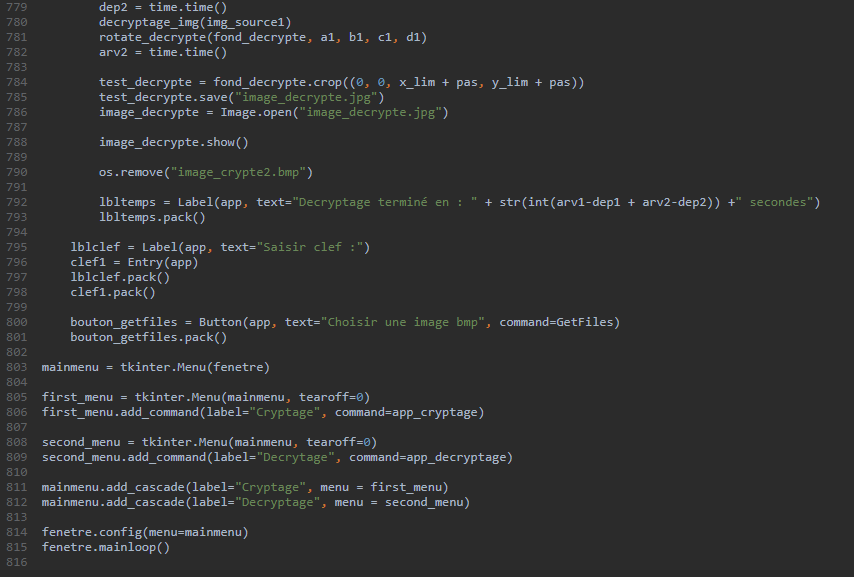 779 dep2 = time.time()
780 decryptage_img(img_source1)
781 rotate_decrypte(fond_decrypte, a1, b1, c1, d1)
782 arv2 = time.time()
783
784 test_decrypte = fond_decrypte.crop((0, 0, x_lim + pas, y_lim + pas))
785 test_decrypte.save("image_decrypte.jpg")
786 image_decrypte = Image.open("image_decrypte.jpg")
787
788 image_decrypte.show()
789
790 os.remove("image_crypte2.bmp")
791
792 lbltemps = Label(app, text="Decryptage terminé en : " + str(int(arv1-dep1 + arv2-dep2)) +" secondes")
793 lbltemps.pack()
794
795 lblclef = Label(app, text="Saisir clef :")
796 clef1 = Entry(app)
797 lblclef.pack()
798 clef1.pack()
799
800 bouton_getfiles = Button(app, text="Choisir une image bmp", command=GetFiles)
801 bouton_getfiles.pack()
802
803 mainmenu = tkinter.Menu(fenetre)
804
805 first_menu = tkinter.Menu(mainmenu, tearoff=0)
806 first_menu.add_command(label="Cryptage", command=app_cryptage)
807
808 second_menu = tkinter.Menu(mainmenu, tearoff=0)
809 second_menu.add_command(label="Decrytage", command=app_decryptage)
810
811 mainmenu.add_cascade(label="Cryptage", menu = first_menu)
812 mainmenu.add_cascade(label="Decryptage", menu = second_menu)
813
814 fenetre.config(menu=mainmenu)
815 fenetre.mainloop()
816